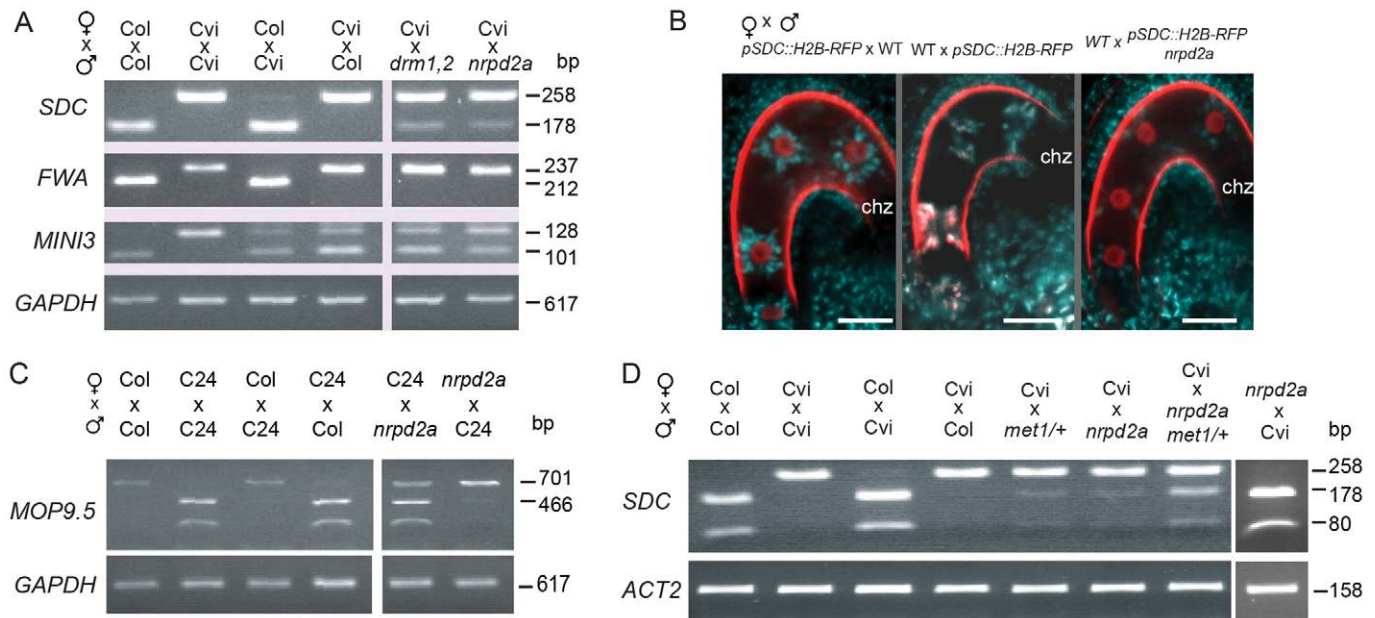 A
♀ Col Cvi Col Cvi Cvi Cvi
x x x x x x x
♂ Col Cvi Cvi Col drm1,2 nrpd2a bp
SDC 258
178
FWA 237
212
MINI3 128
101
GAPDH 617
B
♀ x ♂
pSDC::H2B-RFP x WT WT x pSDC::H2B-RFP WT x pSDC::H2B-RFP
nrpd2a
chz chz chz
C
♀ Col C24 Col C24 C24 nrpd2a
x x x x x x x
♂ Col C24 C24 Col nrpd2a C24 bp
MOP9.5 701
466
GAPDH 617
D
♀ Col Cvi Col Cvi Cvi Cvi Cvi nrpd2a
x x x x x x x x x
♂ Col Cvi Cvi Col met1/+ nrpd2a nrpd2a met1/+ Cvi bp
SDC 258
178
80
ACT2 158